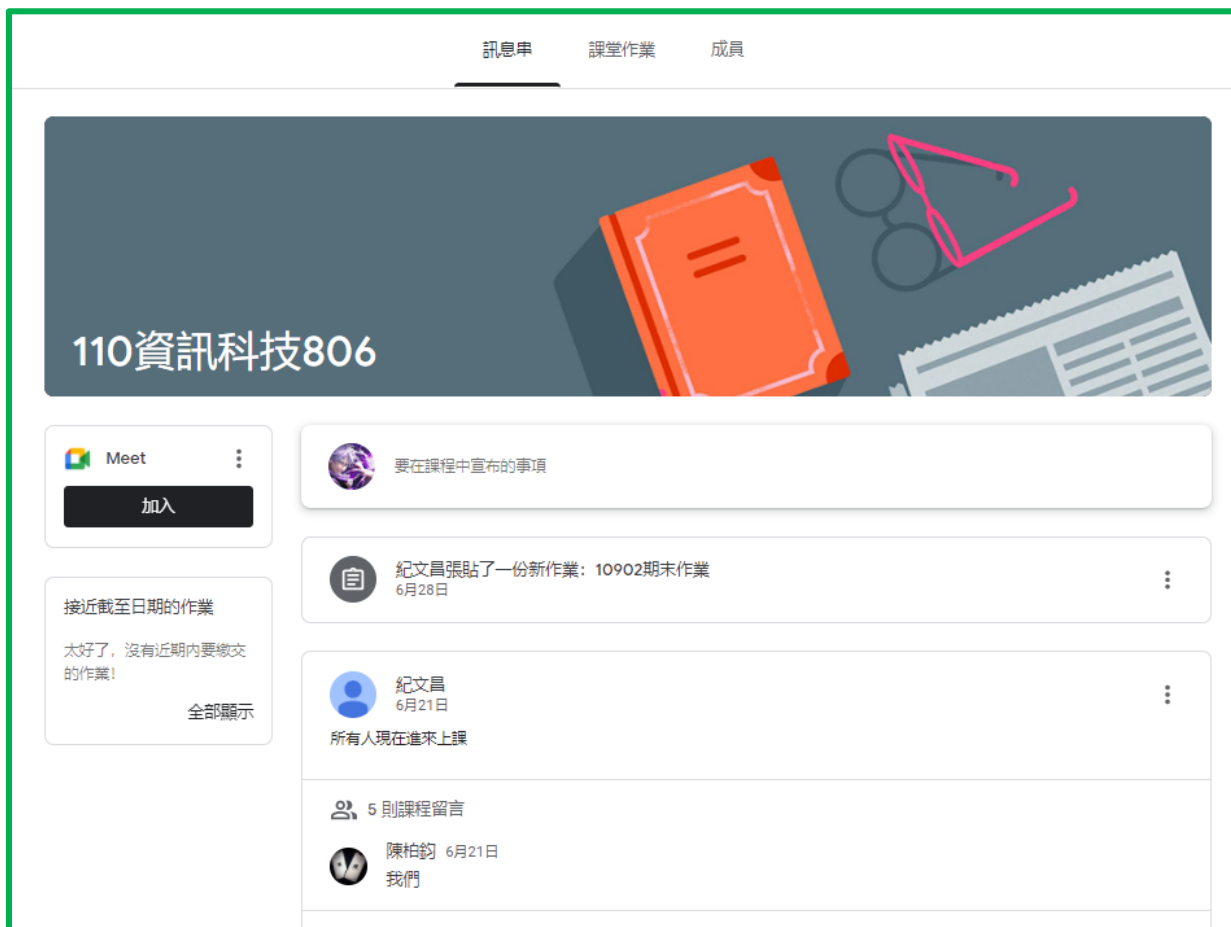 訊息串 課堂作業 成員
110資訊科技806
Meet
加入
要在課程中宣布的事項
紀文昌張貼了一份新作業：10902期末作業
6月28日
接近截至日期的作業
太好了，沒有近期內要繳交
的作業！
全部顯示
紀文昌
6月21日
所有人現在進來上課
5 則課程留言
陳柏鈞 6月21日
我們